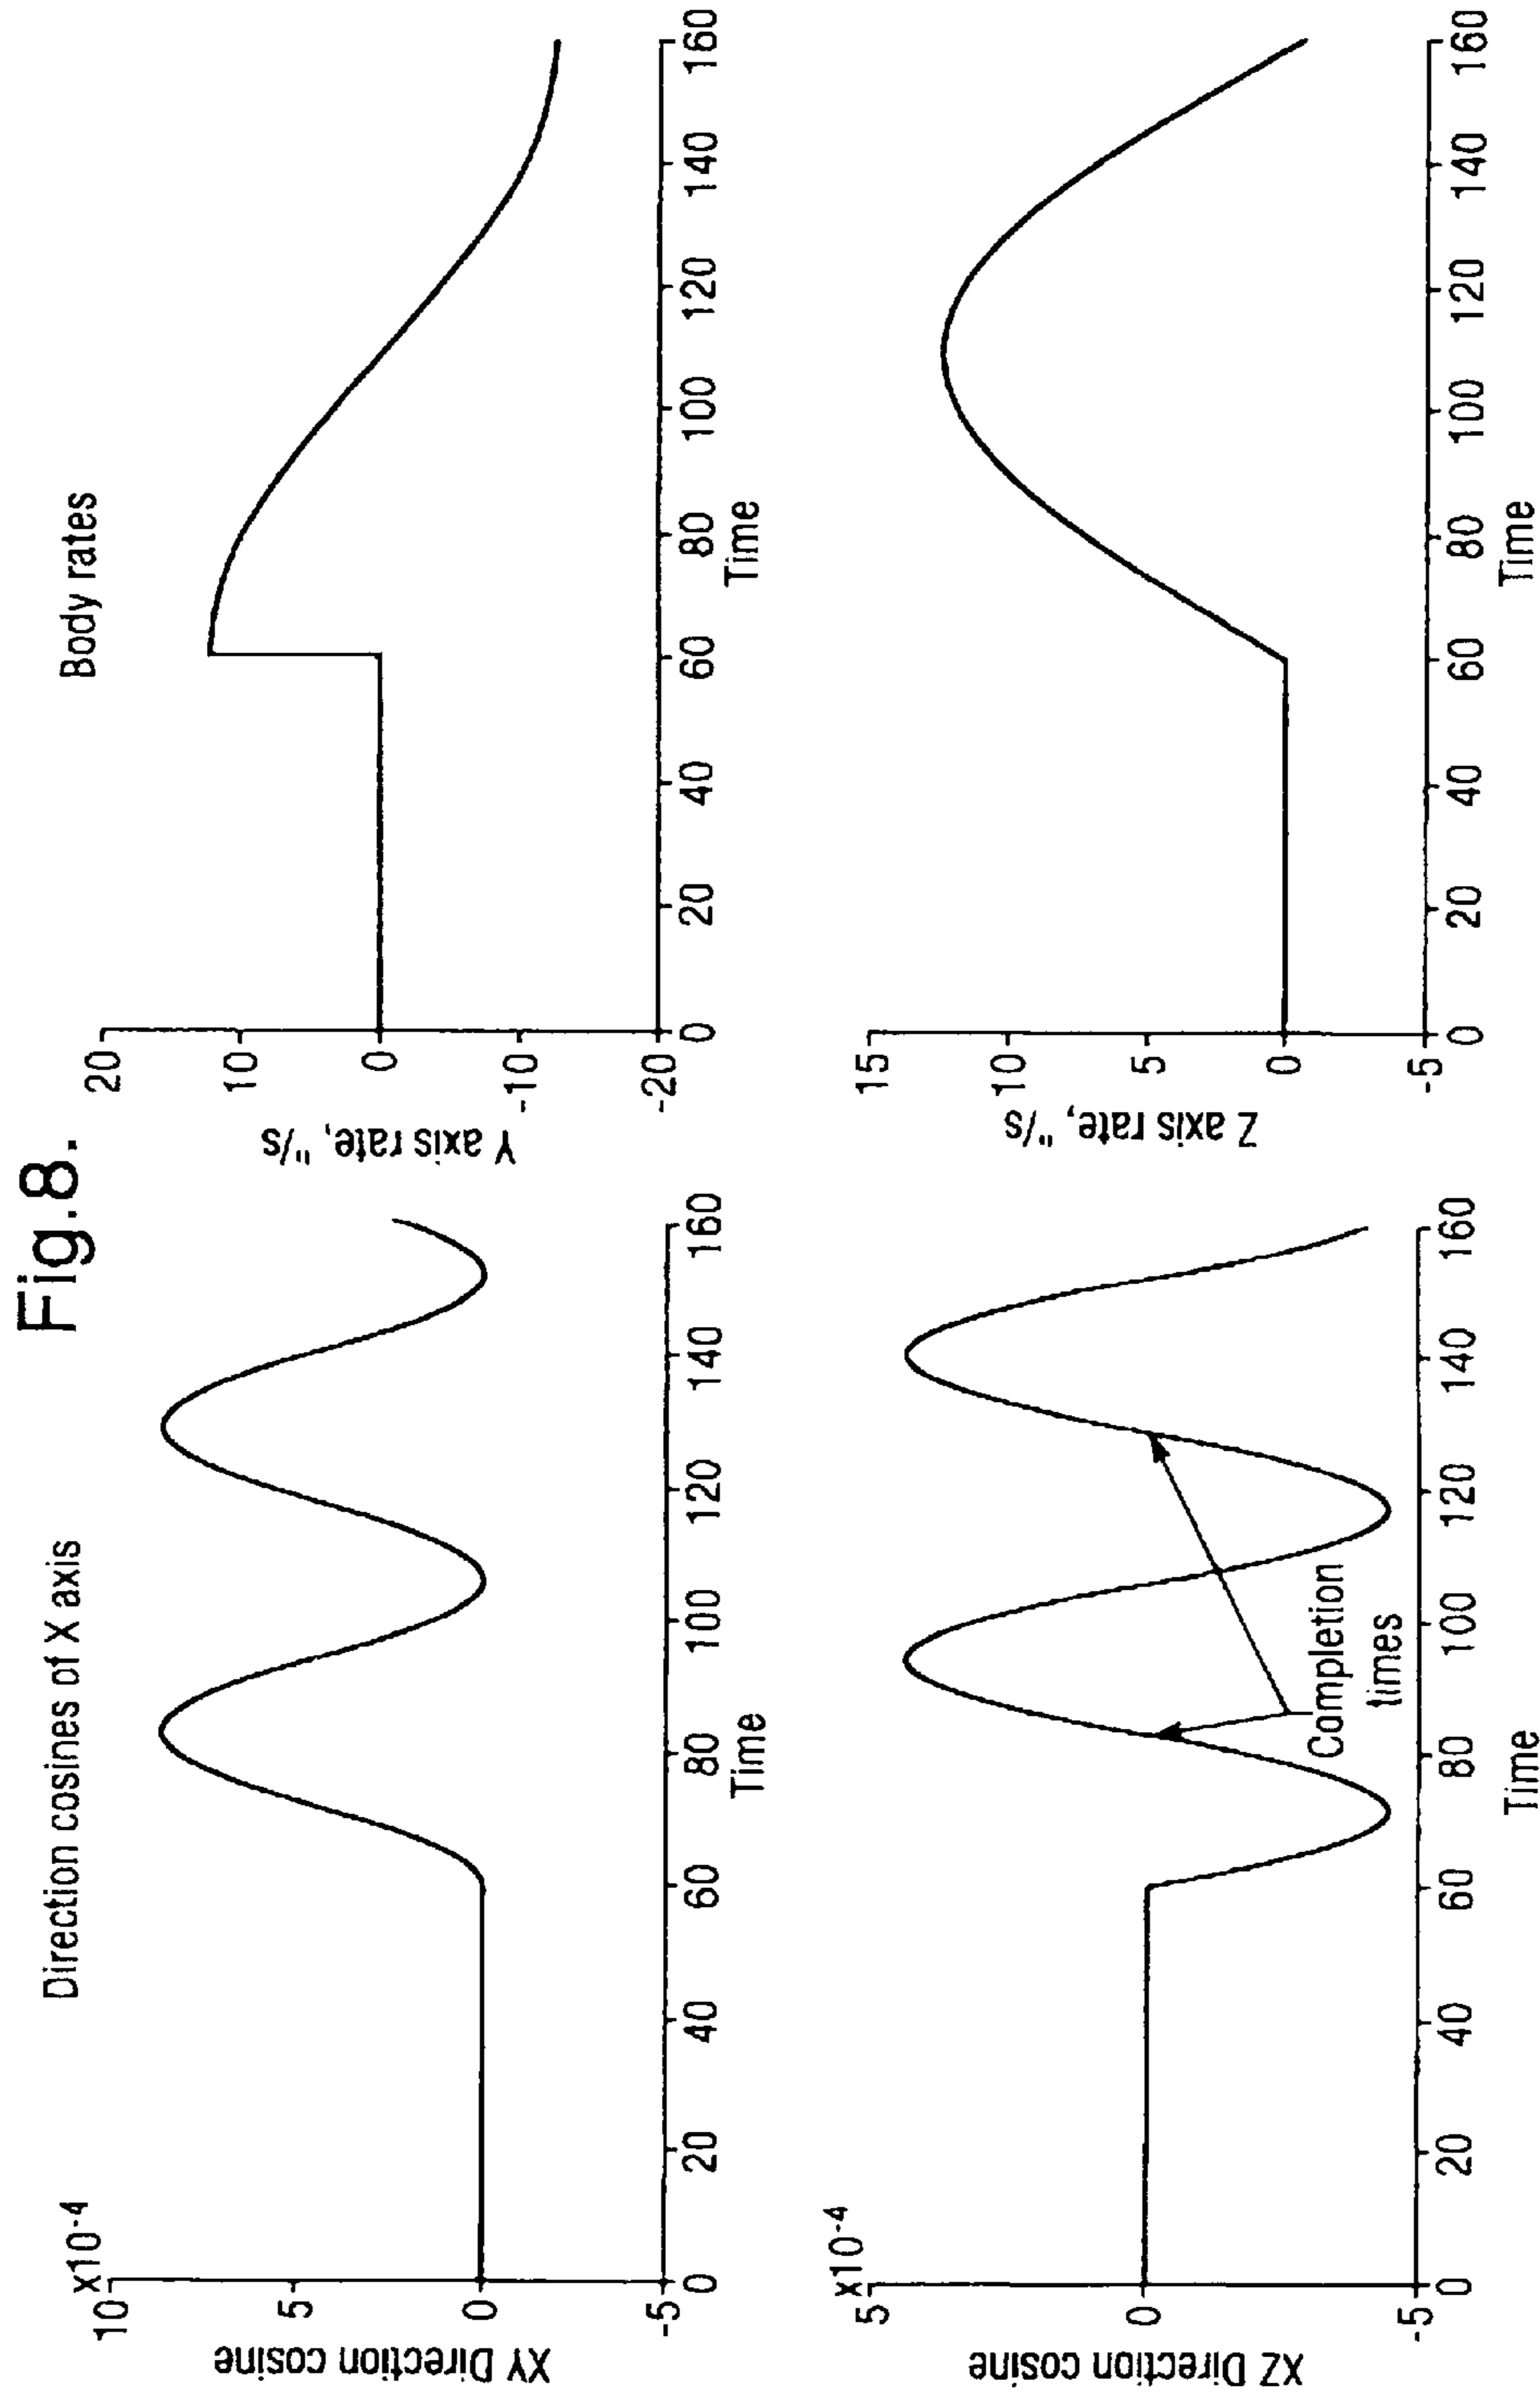 Fig.8.
Direction cosines of X axis
x10-4
10
5
0
-5
XY Direction cosine
0 20 40 60 80 100 120 140 160
Time
x10-4
5
0
-5
XZ Direction cosine
Completion
times
0 20 40 60 80 100 120 140 160
Time
Body rates
20
10
0
-10
-20
Y axis rate, "/s
0 20 40 60 80 100 120 140 160
Time
15
10
5
0
-5
Z axis rate, "/s
0 20 40 60 80 100 120 140 160
Time